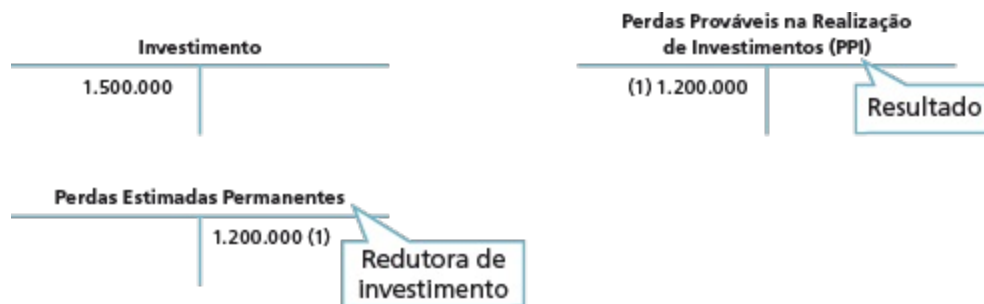 Investimento
1.500.000
Perdas Prováveis na Realização
de Investimentos (PPI)
(1) 1.200.000
Resultado
Perdas Estimadas Permanentes
1.200.000 (1)
Redutora de
investimento